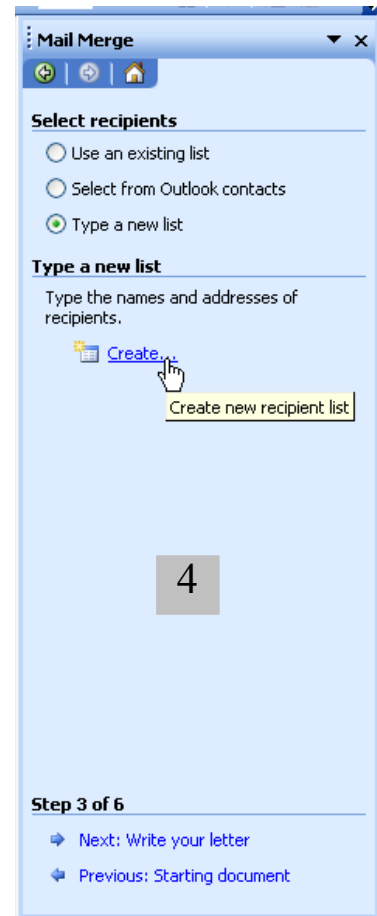 Mail Merge
Select recipients
Use an existing list
Select from Outlook contacts
Type a new list
Type a new list
Type the names and addresses of
recipients.
Create...
Create new recipient list
4
Step 3 of 6
Next: Write your letter
Previous: Starting document